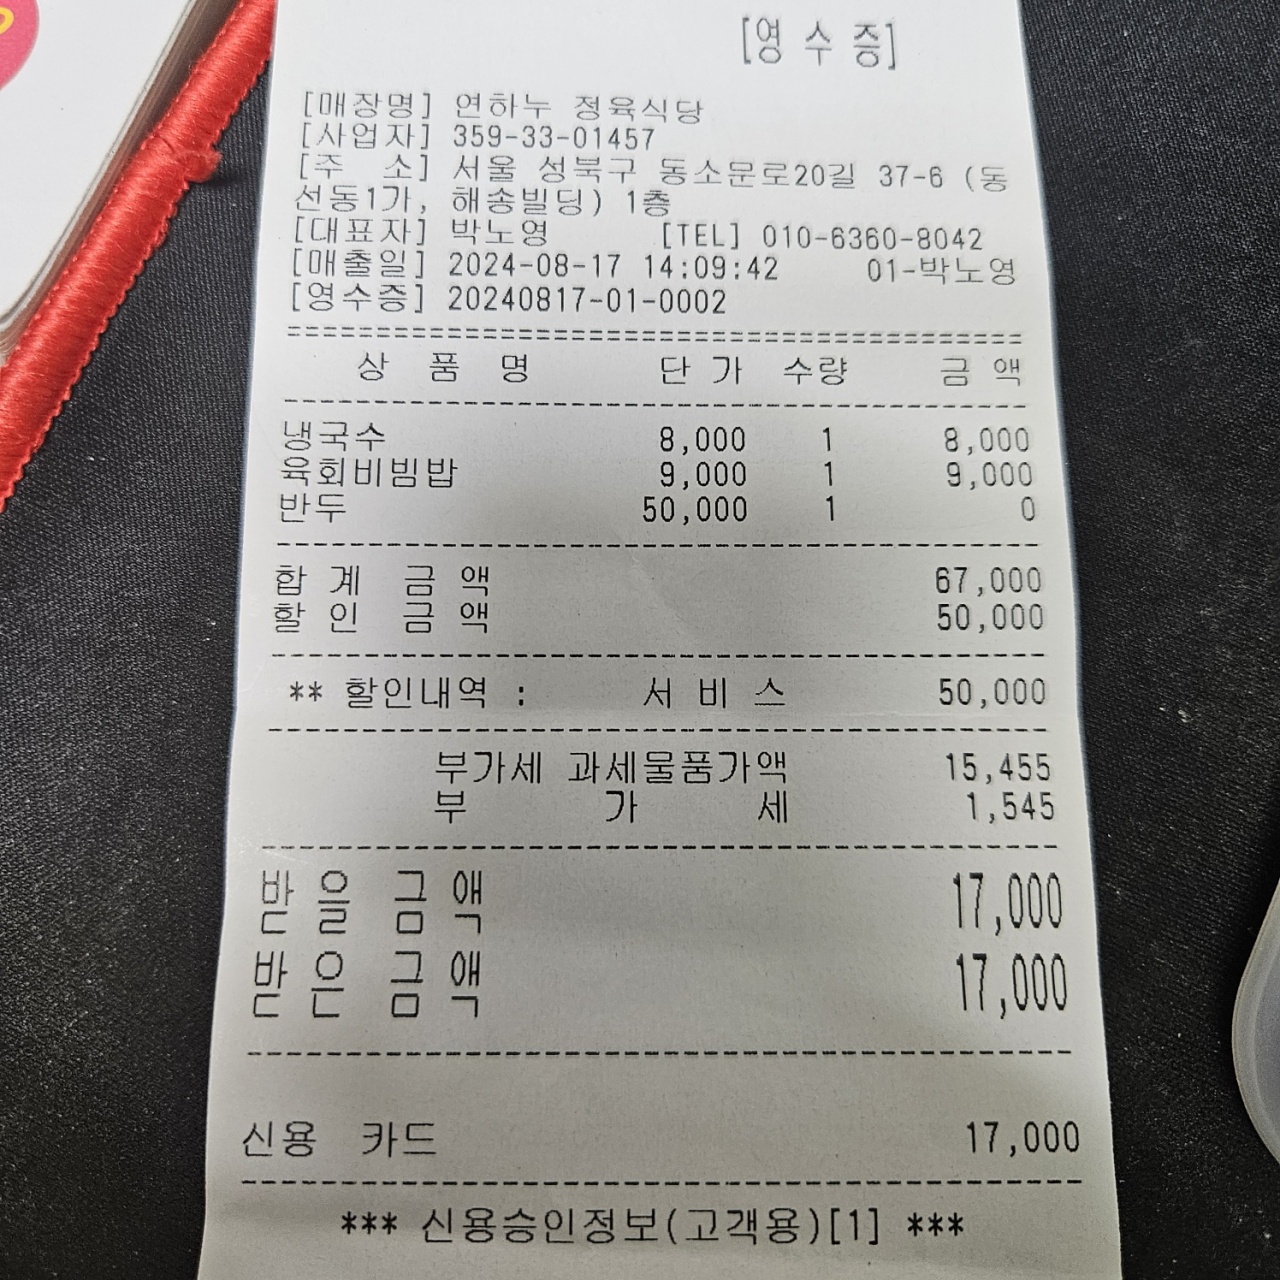 [영 수 증]
[매장명] 연하누 정육식당
[사업자] 359-33-01457
[주 소] 서울 성북구 동소문로20길 37-6 (동
선동1가, 해송빌딩) 1층
[대표자] 박노영 [TEL] 010-6360-8042
[매출일] 2024-08-17 14:09:42 01-박노영
[영수증] 20240817-01-0002
==========================================
상 품 명 단 가 수량 금 액
------------------------------------------
냉국수 8,000 1 8,000
육회비빔밥 9,000 1 9,000
반두 50,000 1 0
------------------------------------------
합 계 금 액 67,000
할 인 금 액 50,000
------------------------------------------
** 할인내역 : 서 비 스 50,000
------------------------------------------
부가세 과세물품가액 15,455
부 가 세 1,545
------------------------------------------
받 을 금 액 17,000
받 은 금 액 17,000
------------------------------------------
신용 카드 17,000
------------------------------------------
*** 신용승인정보(고객용)[1] ***